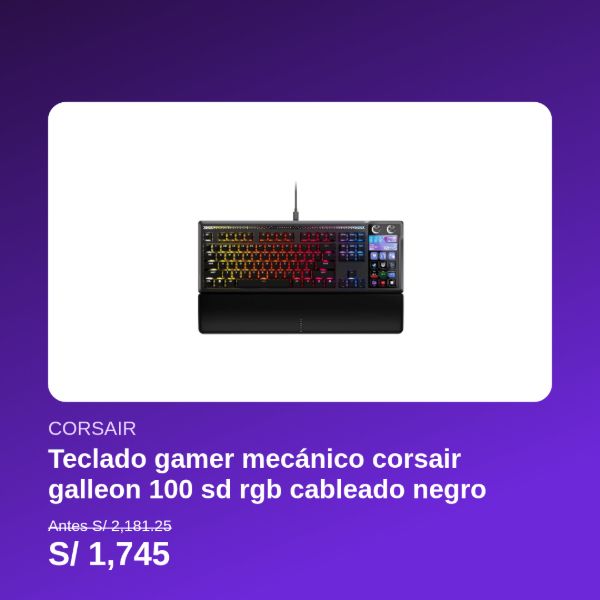 CORSAIR
Teclado gamer mecánico corsair
galleon 100 sd rgb cableado negro
Antes S/ 2,181.25
S/ 1,745